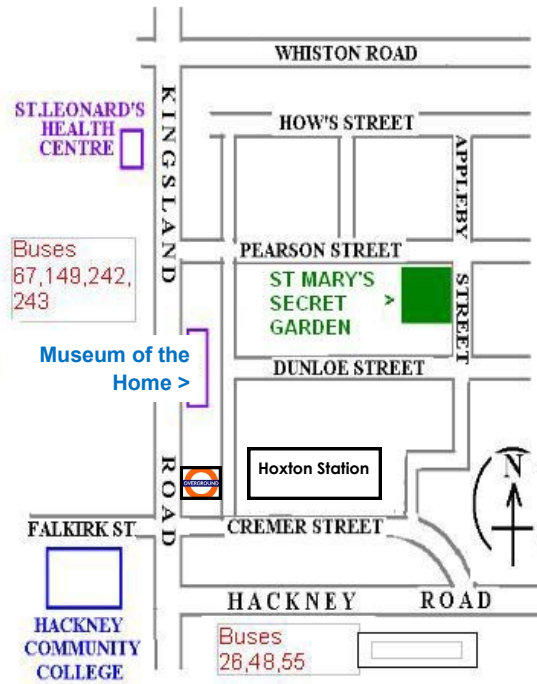 WHISTON ROAD
ST.LEONARD'S
HEALTH
CENTRE
KINGSLAND
HOW'S STREET
APPLEBY
Buses
67,149,242,
243
PEARSON STREET
ST MARY'S
SECRET >
GARDEN
STREET
Museum of the
Home >
DUNLOE STREET
ROAD
OVERGROUND
Hoxton Station
N
FALKIRK ST.
CREMER STREET
HACKNEY ROAD
HACKNEY
COMMUNITY
COLLEGE
Buses
26,48,55